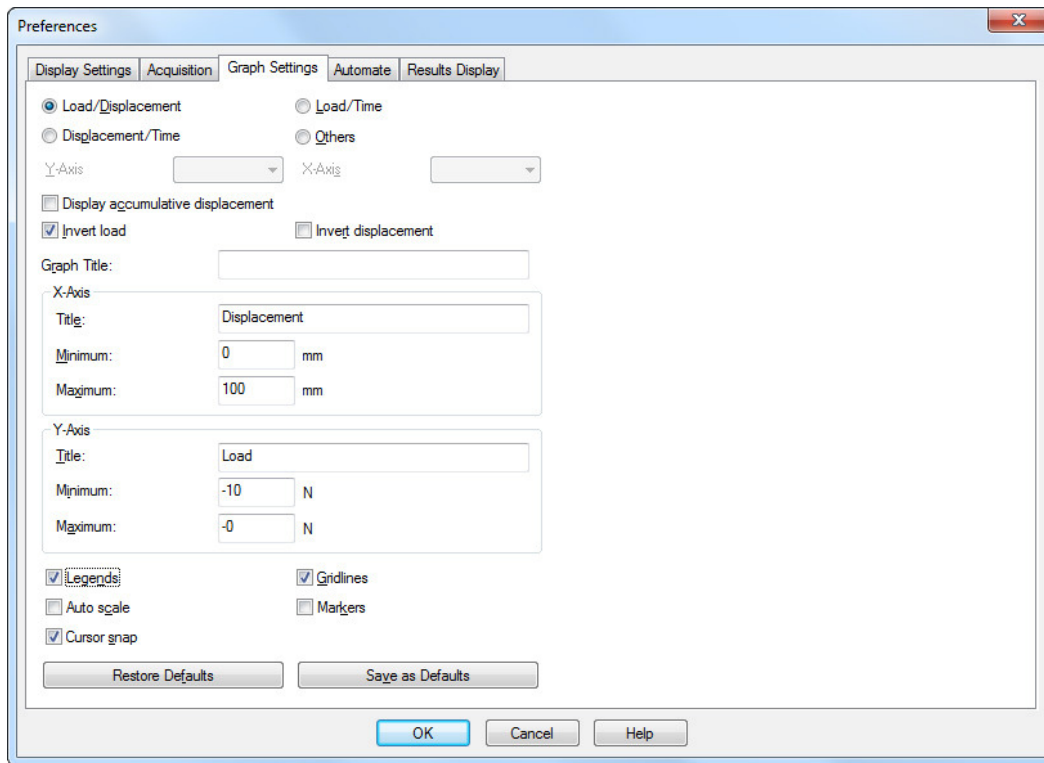 Preferences
Display Settings Acquisition Graph Settings Automate Results Display
Load/Displacement Load/Time
Displacement/Time Others
Y-Axis X-Axis
Display accumulative displacement
Invert load Invert displacement
Graph Title:
X-Axis
Title: Displacement
Minimum: 0 mm
Maximum: 100 mm
Y-Axis
Title: Load
Minimum: -10 N
Maximum: -0 N
Legends Gridlines
Auto scale Markers
Cursor snap
Restore Defaults Save as Defaults
OK Cancel Help